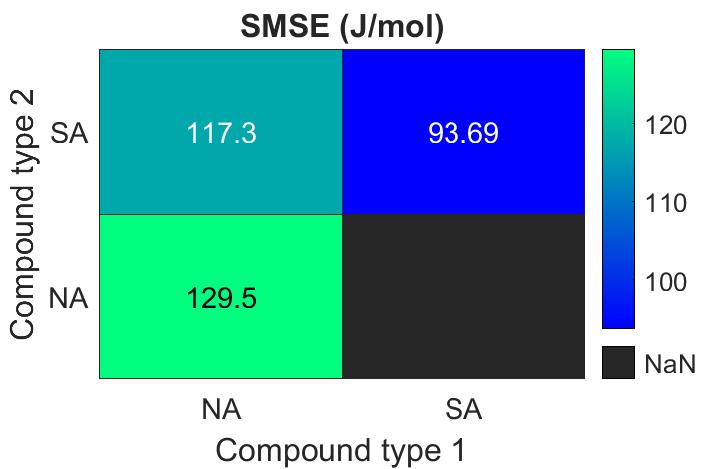 SMSE (J/mol)
Compound type 2
SA
117.3
93.69
120
110
100
NA
129.5
NaN
NA
SA
Compound type 1